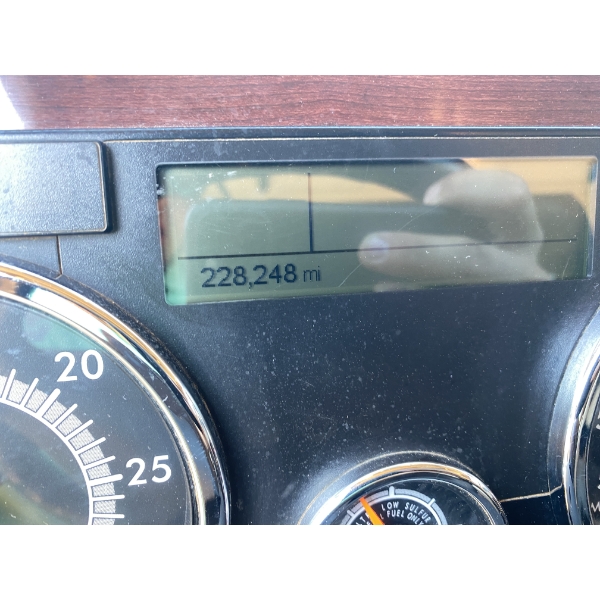 228,248 mi
20
25
LOW SULFUR
FUEL ONLY